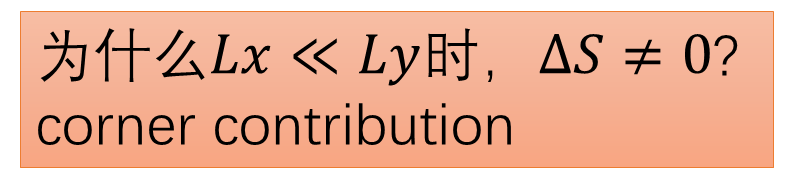 为什么Lx ≪ Ly时，ΔS ≠ 0?
corner contribution